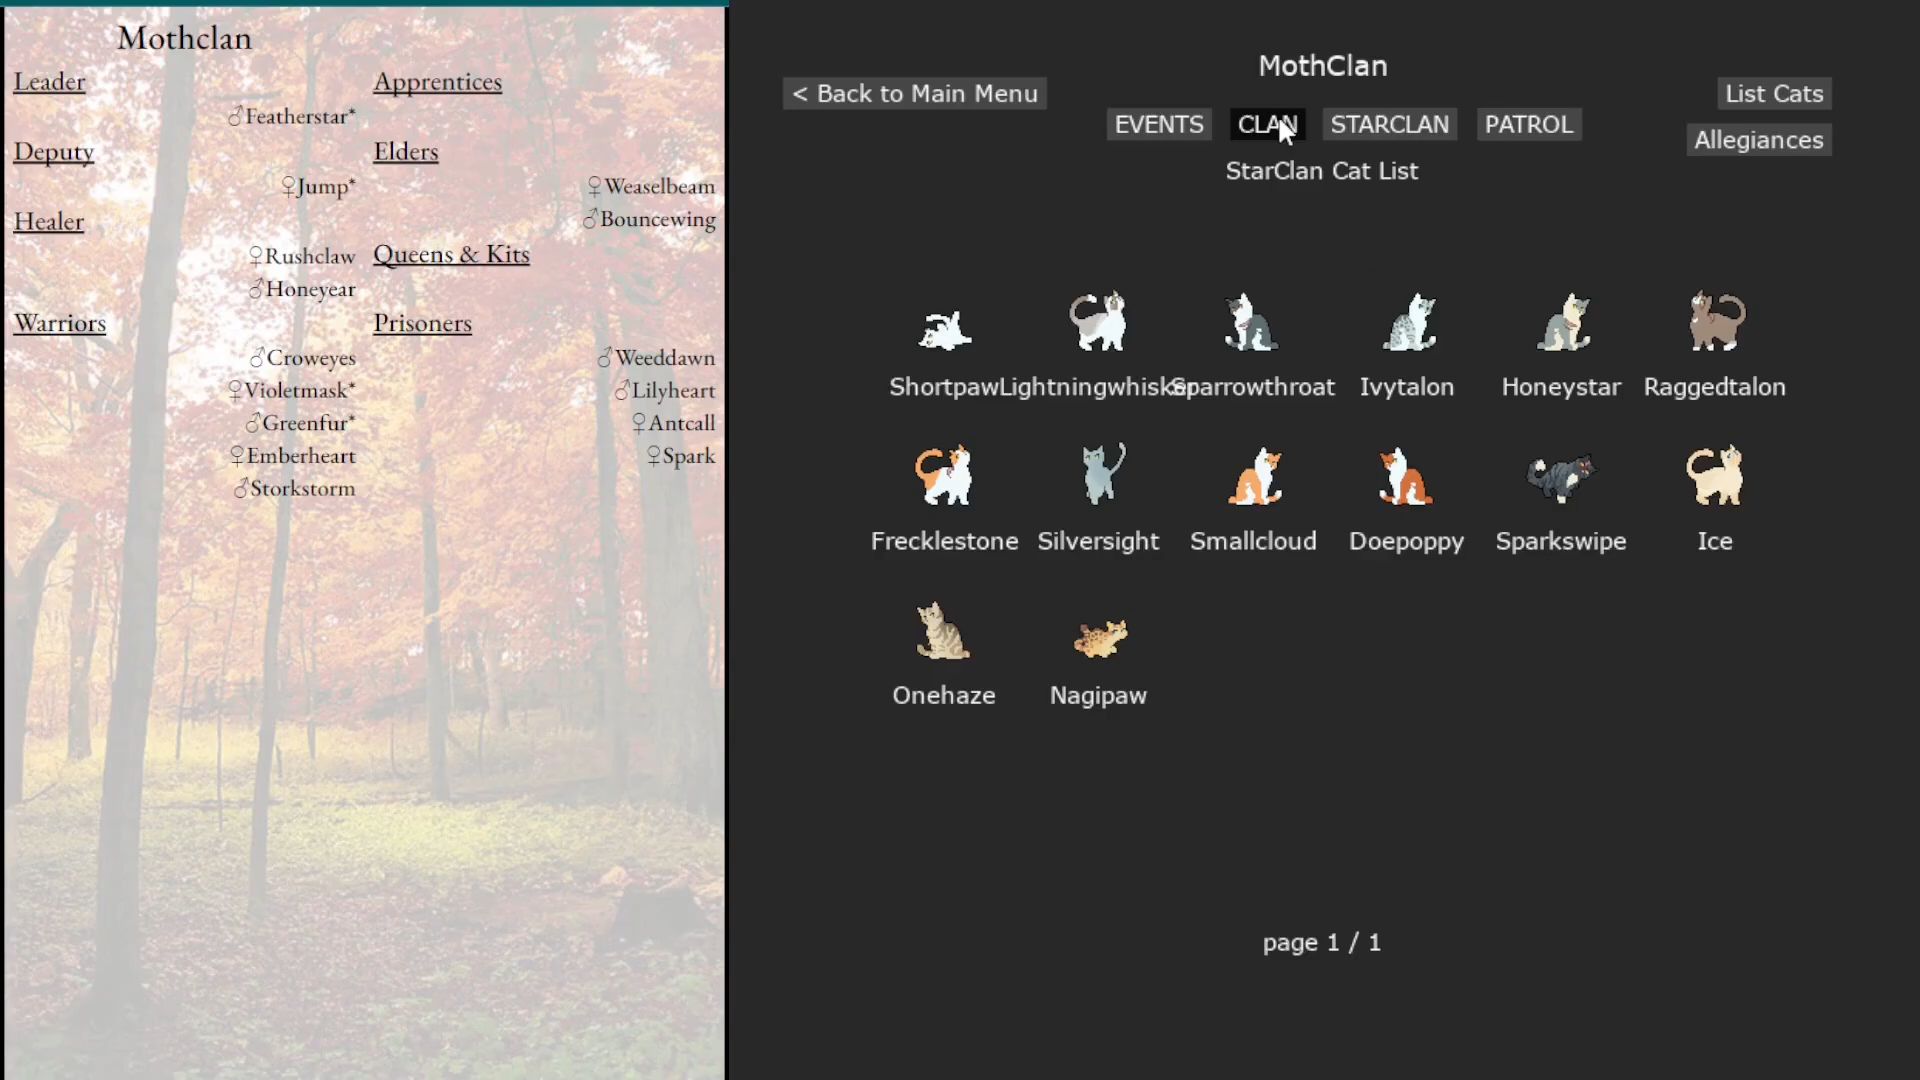 Mothclan
Leader
♂Featherstar*
Deputy
♀Jump*
Healer
♀Rushclaw
♂Honeyear
Warriors
♂Croweyes
♀Violetmask*
♂Greenfur*
♀Emberheart
♂Storkstorm
Apprentices
Elders
♀Weaselbeam
♂Bouncewing
Queens & Kits
Prisoners
♂Weeddawn
♂Lilyheart
♀Antcall
♀Spark
MothClan
< Back to Main Menu
List Cats
EVENTS CLAN STARCLAN PATROL
Allegiances
StarClan Cat List
Shortpaw Lightningwhisker Sparrowthroat Ivytalon Honeystar Raggedtalon
Frecklestone Silversight Smallcloud Doepoppy Sparkswipe Ice
Onehaze Nagipaw
page 1 / 1